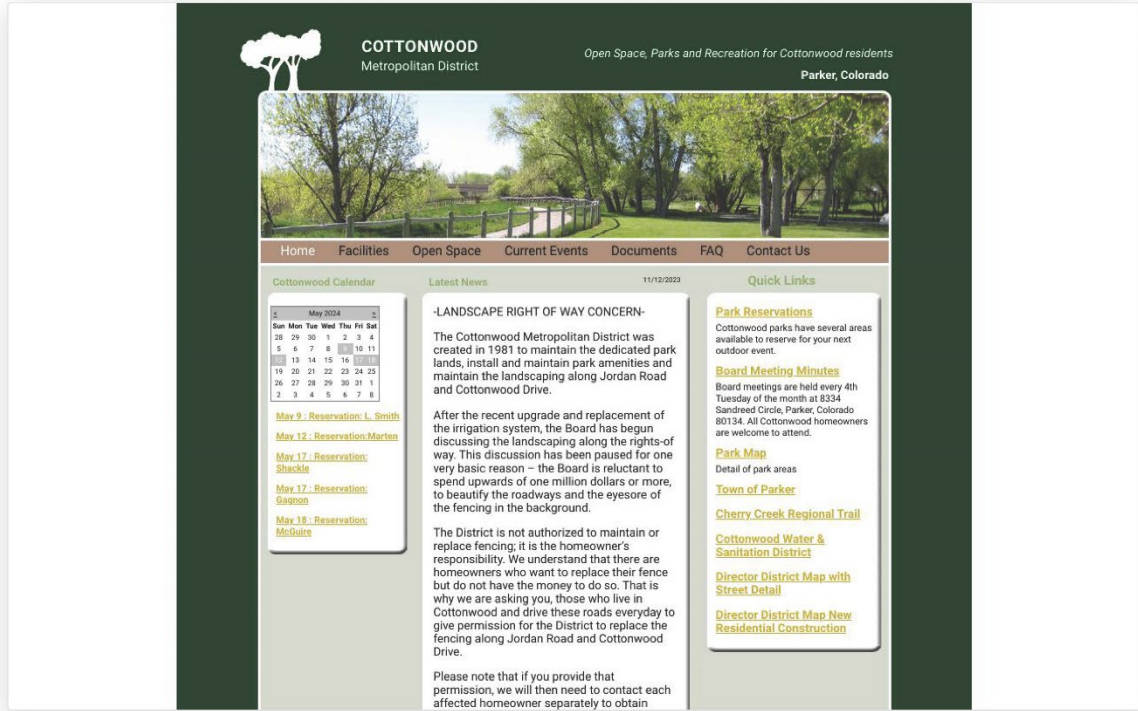 COTTONWOOD
Metropolitan District
Open Space, Parks and Recreation for Cottonwood residents
Parker, Colorado
Home Facilities Open Space Current Events Documents FAQ Contact Us
Cottonwood Calendar
< May 2024 >
Sun Mon Tue Wed Thu Fri Sat
28 29 30 1 2 3 4
5 6 7 8 9 10 11
12 13 14 15 16 17 18
19 20 21 22 23 24 25
26 27 28 29 30 31 1
2 3 4 5 6 7 8
May 9 : Reservation: L. Smith
May 12 : Reservation:Marten
May 17 : Reservation:
Shackle
May 17 : Reservation:
Gagnon
May 18 : Reservation:
McGuire
Latest News 11/12/2023
-LANDSCAPE RIGHT OF WAY CONCERN-
The Cottonwood Metropolitan District was
created in 1981 to maintain the dedicated park
lands, install and maintain park amenities and
maintain the landscaping along Jordan Road
and Cottonwood Drive.
After the recent upgrade and replacement of
the irrigation system, the Board has begun
discussing the landscaping along the rights-of
way. This discussion has been paused for one
very basic reason – the Board is reluctant to
spend upwards of one million dollars or more,
to beautify the roadways and the eyesore of
the fencing in the background.
The District is not authorized to maintain or
replace fencing; it is the homeowner's
responsibility. We understand that there are
homeowners who want to replace their fence
but do not have the money to do so. That is
why we are asking you, those who live in
Cottonwood and drive these roads everyday to
give permission for the District to replace the
fencing along Jordan Road and Cottonwood
Drive.
Please note that if you provide that
permission, we will then need to contact each
affected homeowner separately to obtain
Quick Links
Park Reservations
Cottonwood parks have several areas
available to reserve for your next
outdoor event.
Board Meeting Minutes
Board meetings are held every 4th
Tuesday of the month at 8334
Sandreed Circle, Parker, Colorado
80134. All Cottonwood homeowners
are welcome to attend.
Park Map
Detail of park areas
Town of Parker
Cherry Creek Regional Trail
Cottonwood Water &
Sanitation District
Director District Map with
Street Detail
Director District Map New
Residential Construction